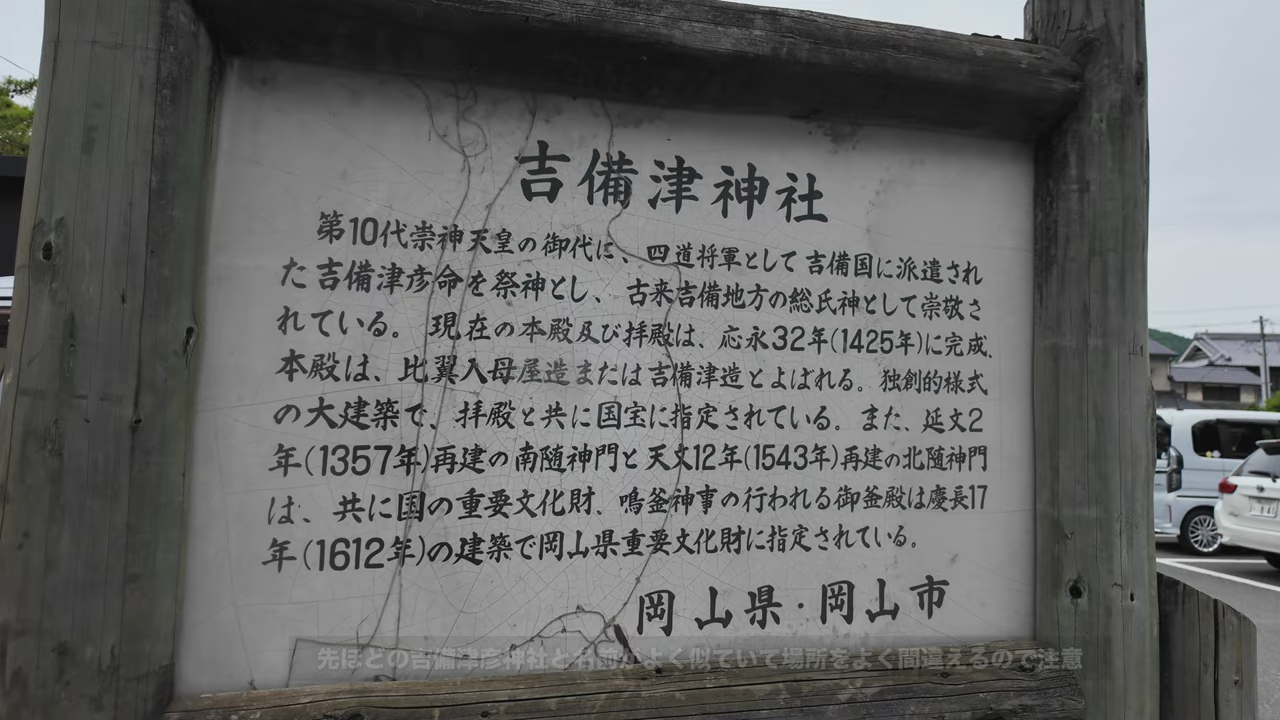 吉備津神社
第10代崇神天皇の御代に、四道将軍として吉備国に派遣され
た吉備津彦命を祭神とし、古来吉備地方の総氏神として崇敬さ
れている。現在の本殿及び拝殿は、応永32年(1425年)に完成、
本殿は、比翼入母屋造または吉備津造とよばれる。独創的様式
の大建築で、拝殿と共に国宝に指定されている。また、延文2
年(1357年)再建の南随神門と天文12年(1543年)再建の北随神門
は、共に国の重要文化財、鳴釜神事の行われる御釜殿は慶長17
年(1612年)の建築で岡山県重要文化財に指定されている。
岡山県・岡山市
先ほどの吉備津彦神社と名前がよく似ていて場所をよく間違えるので注意